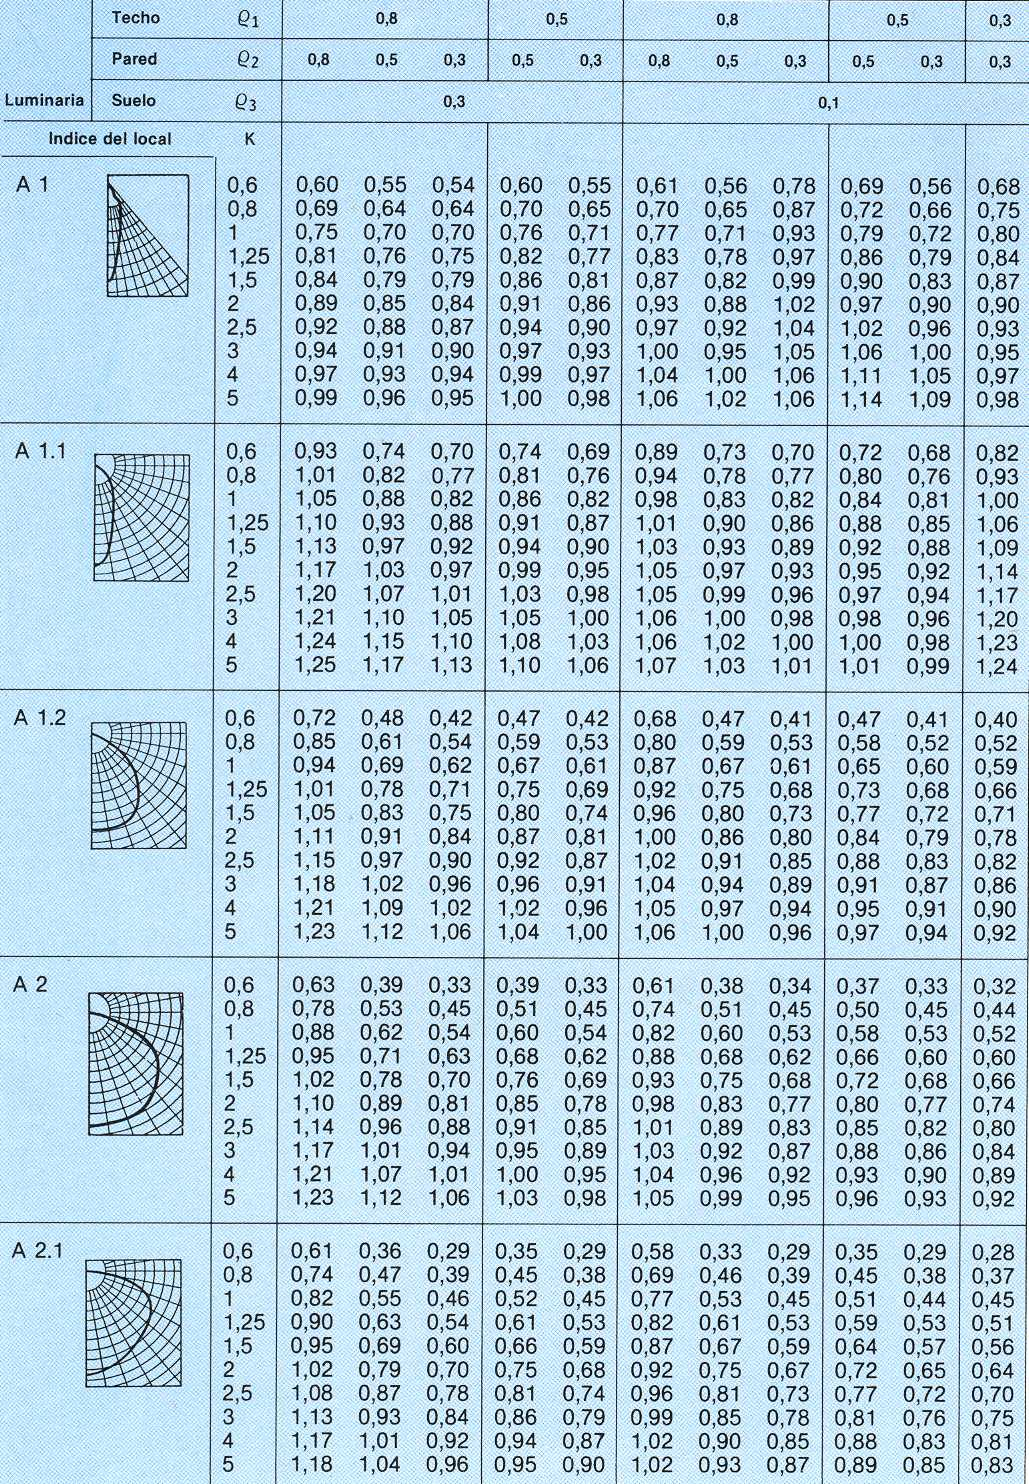 Techo ϱ1 0,8 0,5 0,8 0,5 0,3
Pared ϱ2 0,8 0,5 0,3 0,5 0,3 0,8 0,5 0,3 0,5 0,3 0,3
Luminaria Suelo ϱ3 0,3 0,1
Indice del local K
A 1 0,6 0,60 0,55 0,54 0,60 0,55 0,61 0,56 0,78 0,69 0,56 0,68
0,8 0,69 0,64 0,64 0,70 0,65 0,70 0,65 0,87 0,72 0,66 0,75
1 0,75 0,70 0,70 0,76 0,71 0,77 0,71 0,93 0,79 0,72 0,80
1,25 0,81 0,76 0,75 0,82 0,77 0,83 0,78 0,97 0,86 0,79 0,84
1,5 0,84 0,79 0,79 0,86 0,81 0,87 0,82 0,99 0,90 0,83 0,87
2 0,89 0,85 0,84 0,91 0,86 0,93 0,88 1,02 0,97 0,90 0,90
2,5 0,92 0,88 0,87 0,94 0,90 0,97 0,92 1,04 1,02 0,96 0,93
3 0,94 0,91 0,90 0,97 0,93 1,00 0,95 1,05 1,06 1,00 0,95
4 0,97 0,93 0,94 0,99 0,97 1,04 1,00 1,06 1,11 1,05 0,97
5 0,99 0,96 0,95 1,00 0,98 1,06 1,02 1,06 1,14 1,09 0,98
A 1.1 0,6 0,93 0,74 0,70 0,74 0,69 0,89 0,73 0,70 0,72 0,68 0,82
0,8 1,01 0,82 0,77 0,81 0,76 0,94 0,78 0,77 0,80 0,76 0,93
1 1,05 0,88 0,82 0,86 0,82 0,98 0,83 0,82 0,84 0,81 1,00
1,25 1,10 0,93 0,88 0,91 0,87 1,01 0,90 0,86 0,88 0,85 1,06
1,5 1,13 0,97 0,92 0,94 0,90 1,03 0,93 0,89 0,92 0,88 1,09
2 1,17 1,03 0,97 0,99 0,95 1,05 0,97 0,93 0,95 0,92 1,14
2,5 1,20 1,07 1,01 1,03 0,98 1,05 0,99 0,96 0,97 0,94 1,17
3 1,21 1,10 1,05 1,05 1,00 1,06 1,00 0,98 0,98 0,96 1,20
4 1,24 1,15 1,10 1,08 1,03 1,06 1,02 1,00 1,00 0,98 1,23
5 1,25 1,17 1,13 1,10 1,06 1,07 1,03 1,01 1,01 0,99 1,24
A 1.2 0,6 0,72 0,48 0,42 0,47 0,42 0,68 0,47 0,41 0,47 0,41 0,40
0,8 0,85 0,61 0,54 0,59 0,53 0,80 0,59 0,53 0,58 0,52 0,52
1 0,94 0,69 0,62 0,67 0,61 0,87 0,67 0,61 0,65 0,60 0,59
1,25 1,01 0,78 0,71 0,75 0,69 0,92 0,75 0,68 0,73 0,68 0,66
1,5 1,05 0,83 0,75 0,80 0,74 0,96 0,80 0,73 0,77 0,72 0,71
2 1,11 0,91 0,84 0,87 0,81 1,00 0,86 0,80 0,84 0,79 0,78
2,5 1,15 0,97 0,90 0,92 0,87 1,02 0,91 0,85 0,88 0,83 0,82
3 1,18 1,02 0,96 0,96 0,91 1,04 0,94 0,89 0,91 0,87 0,86
4 1,21 1,09 1,02 1,02 0,96 1,05 0,97 0,94 0,95 0,91 0,90
5 1,23 1,12 1,06 1,04 1,00 1,06 1,00 0,96 0,97 0,94 0,92
A 2 0,6 0,63 0,39 0,33 0,39 0,33 0,61 0,38 0,34 0,37 0,33 0,32
0,8 0,78 0,53 0,45 0,51 0,45 0,74 0,51 0,45 0,50 0,45 0,44
1 0,88 0,62 0,54 0,60 0,54 0,82 0,60 0,53 0,58 0,53 0,52
1,25 0,95 0,71 0,63 0,68 0,62 0,88 0,68 0,62 0,66 0,60 0,60
1,5 1,02 0,78 0,70 0,76 0,69 0,93 0,75 0,68 0,72 0,68 0,66
2 1,10 0,89 0,81 0,85 0,78 0,98 0,83 0,77 0,80 0,77 0,74
2,5 1,14 0,96 0,88 0,91 0,85 1,01 0,89 0,83 0,85 0,82 0,80
3 1,17 1,01 0,94 0,95 0,89 1,03 0,92 0,87 0,88 0,86 0,84
4 1,21 1,07 1,01 1,00 0,95 1,04 0,96 0,92 0,93 0,90 0,89
5 1,23 1,12 1,06 1,03 0,98 1,05 0,99 0,95 0,96 0,93 0,92
A 2.1 0,6 0,61 0,36 0,29 0,35 0,29 0,58 0,33 0,29 0,35 0,29 0,28
0,8 0,74 0,47 0,39 0,45 0,38 0,69 0,46 0,39 0,45 0,38 0,37
1 0,82 0,55 0,46 0,52 0,45 0,77 0,53 0,45 0,51 0,44 0,45
1,25 0,90 0,63 0,54 0,61 0,53 0,82 0,61 0,53 0,59 0,53 0,51
1,5 0,95 0,69 0,60 0,66 0,59 0,87 0,67 0,59 0,64 0,57 0,56
2 1,02 0,79 0,70 0,75 0,68 0,92 0,75 0,67 0,72 0,65 0,64
2,5 1,08 0,87 0,78 0,81 0,74 0,96 0,81 0,73 0,77 0,72 0,70
3 1,13 0,93 0,84 0,86 0,79 0,99 0,85 0,78 0,81 0,76 0,75
4 1,17 1,01 0,92 0,94 0,87 1,02 0,90 0,85 0,88 0,83 0,81
5 1,18 1,04 0,96 0,95 0,90 1,02 0,93 0,87 0,89 0,85 0,83